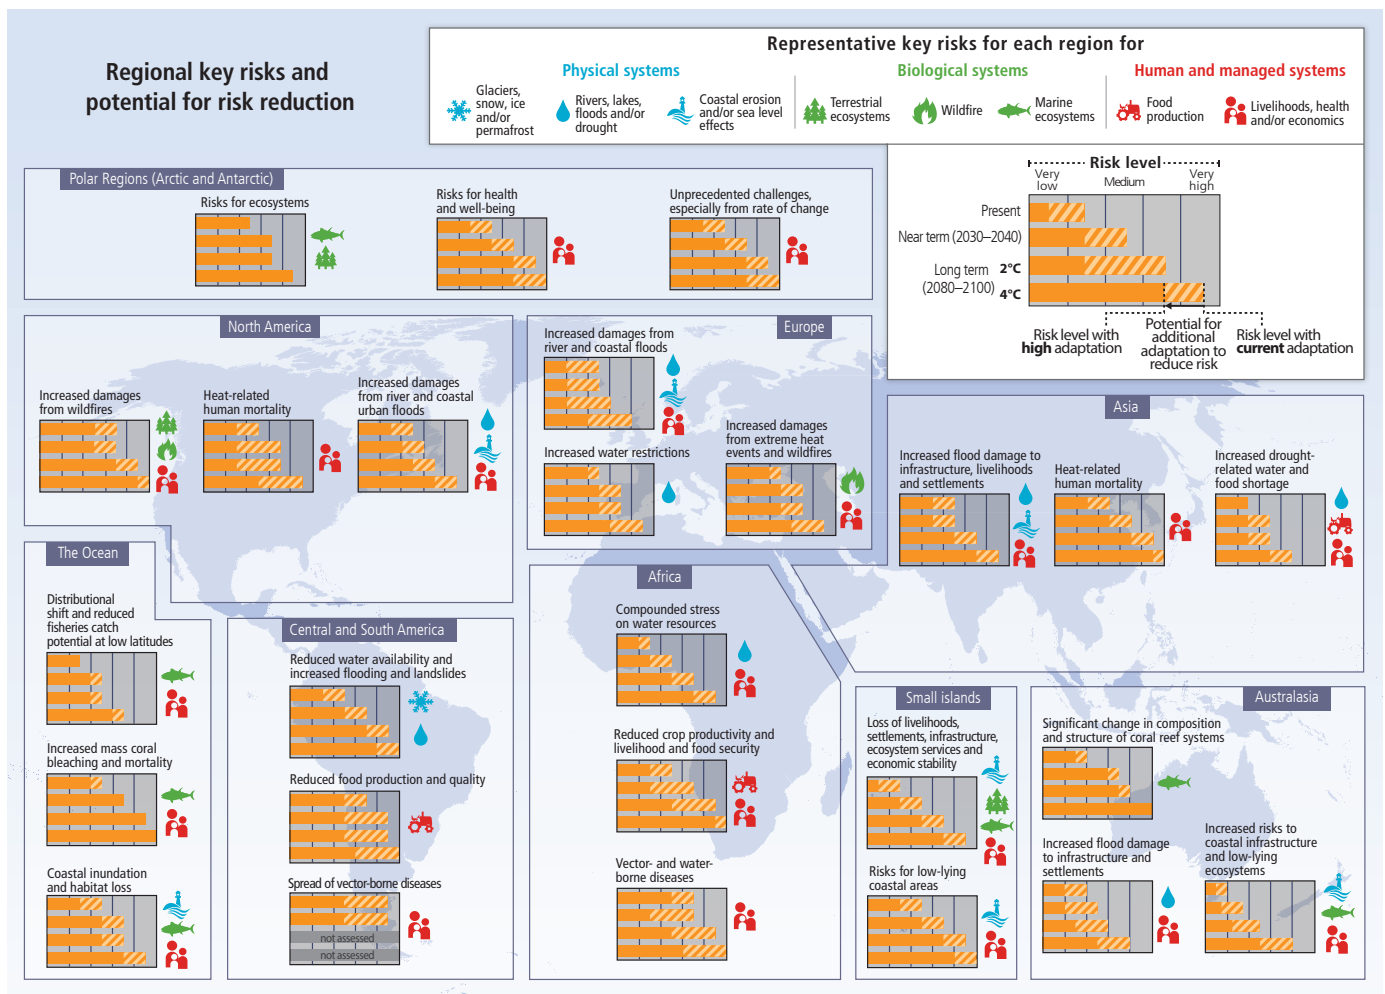 Regional key risks and
potential for risk reduction
Representative key risks for each region for
Physical systems
Biological systems
Human and managed systems
Glaciers,
snow, ice
and/or
permafrost
Rivers, lakes,
floods and/or
drought
Coastal erosion
and/or sea level
effects
Terrestrial
ecosystems
Wildfire
Marine
ecosystems
Food
production
Livelihoods, health
and/or economics
Risk level
Very
low
Medium
Very
high
Present
Near term (2030–2040)
Long term
(2080–2100)
2°C
4°C
Risk level with
high adaptation
Potential for
additional
adaptation to
reduce risk
Risk level with
current adaptation
Polar Regions (Arctic and Antarctic)
Risks for ecosystems
Risks for health
and well-being
Unprecedented challenges,
especially from rate of change
North America
Increased damages
from wildfires
Heat-related
human mortality
Increased damages
from river and coastal
urban floods
Europe
Increased damages from
river and coastal floods
Increased water restrictions
Increased damages
from extreme heat
events and wildfires
Asia
Increased flood damage to
infrastructure, livelihoods
and settlements
Heat-related
human mortality
Increased drought-
related water and
food shortage
The Ocean
Distributional
shift and reduced
fisheries catch
potential at low latitudes
Increased mass coral
bleaching and mortality
Coastal inundation
and habitat loss
Central and South America
Reduced water availability and
increased flooding and landslides
Reduced food production and quality
Spread of vector-borne diseases
not assessed
not assessed
Africa
Compounded stress
on water resources
Reduced crop productivity and
livelihood and food security
Vector- and water-
borne diseases
Small islands
Loss of livelihoods,
settlements, infrastructure,
ecosystem services and
economic stability
Risks for low-lying
coastal areas
Australasia
Significant change in composition
and structure of coral reef systems
Increased flood damage
to infrastructure and
settlements
Increased risks to
coastal infrastructure
and low-lying
ecosystems